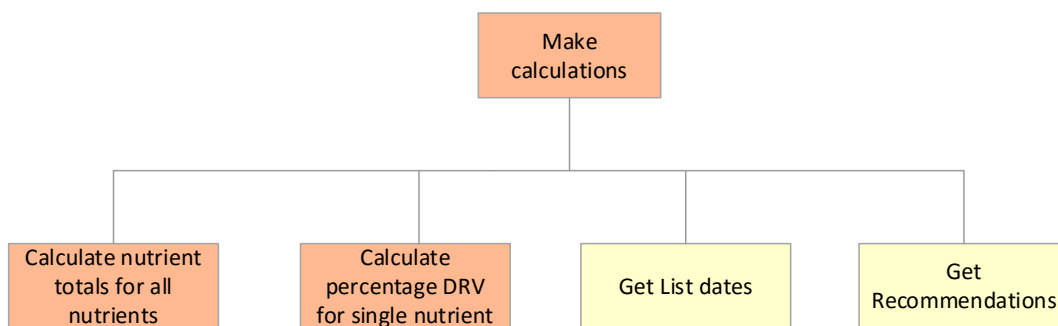 Make
calculations
Calculate nutrient
totals for all
nutrients
Calculate
percentage DRV
for single nutrient
Get List dates
Get
Recommendations